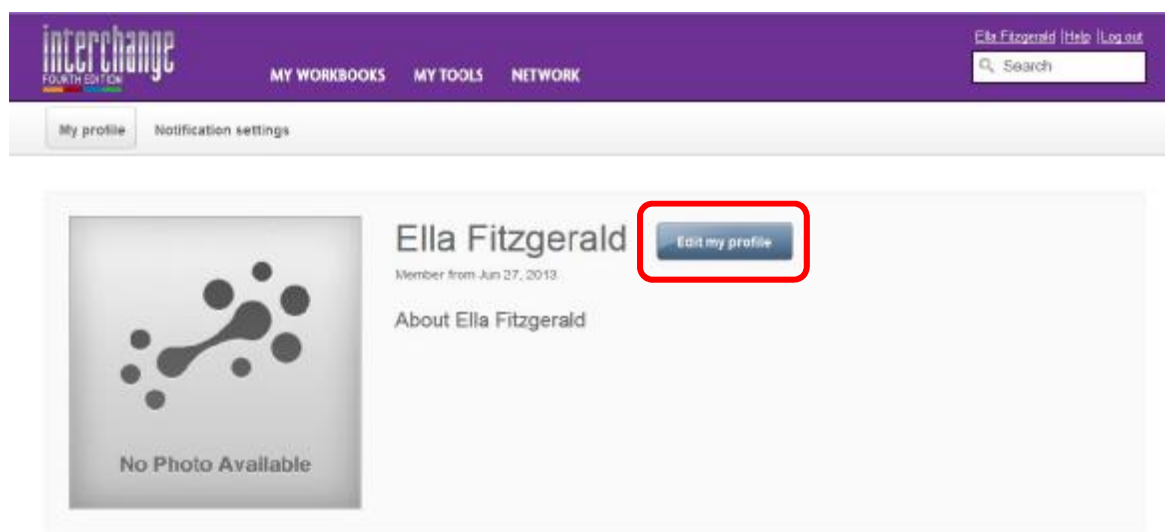 interchange
FOURTH EDITION
MY WORKBOOKS MY TOOLS NETWORK
Ella Fitzgerald |Help |Log out
Search
My profile Notification settings
Ella Fitzgerald
Edit my profile
Member from Jun 27, 2013
About Ella Fitzgerald
No Photo Available